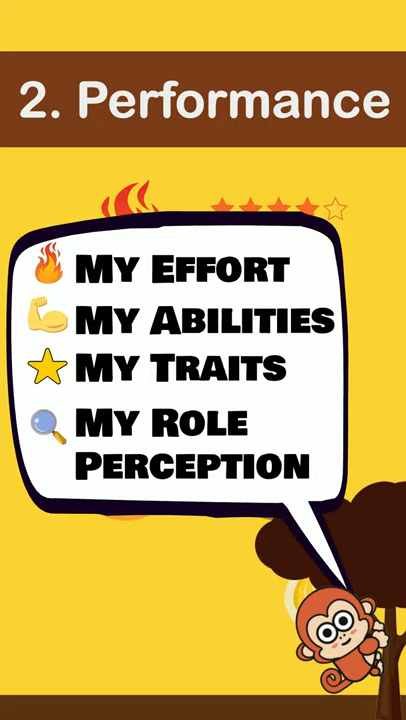 2. Performance
My Effort
My Abilities
My Traits
My Role
Perception